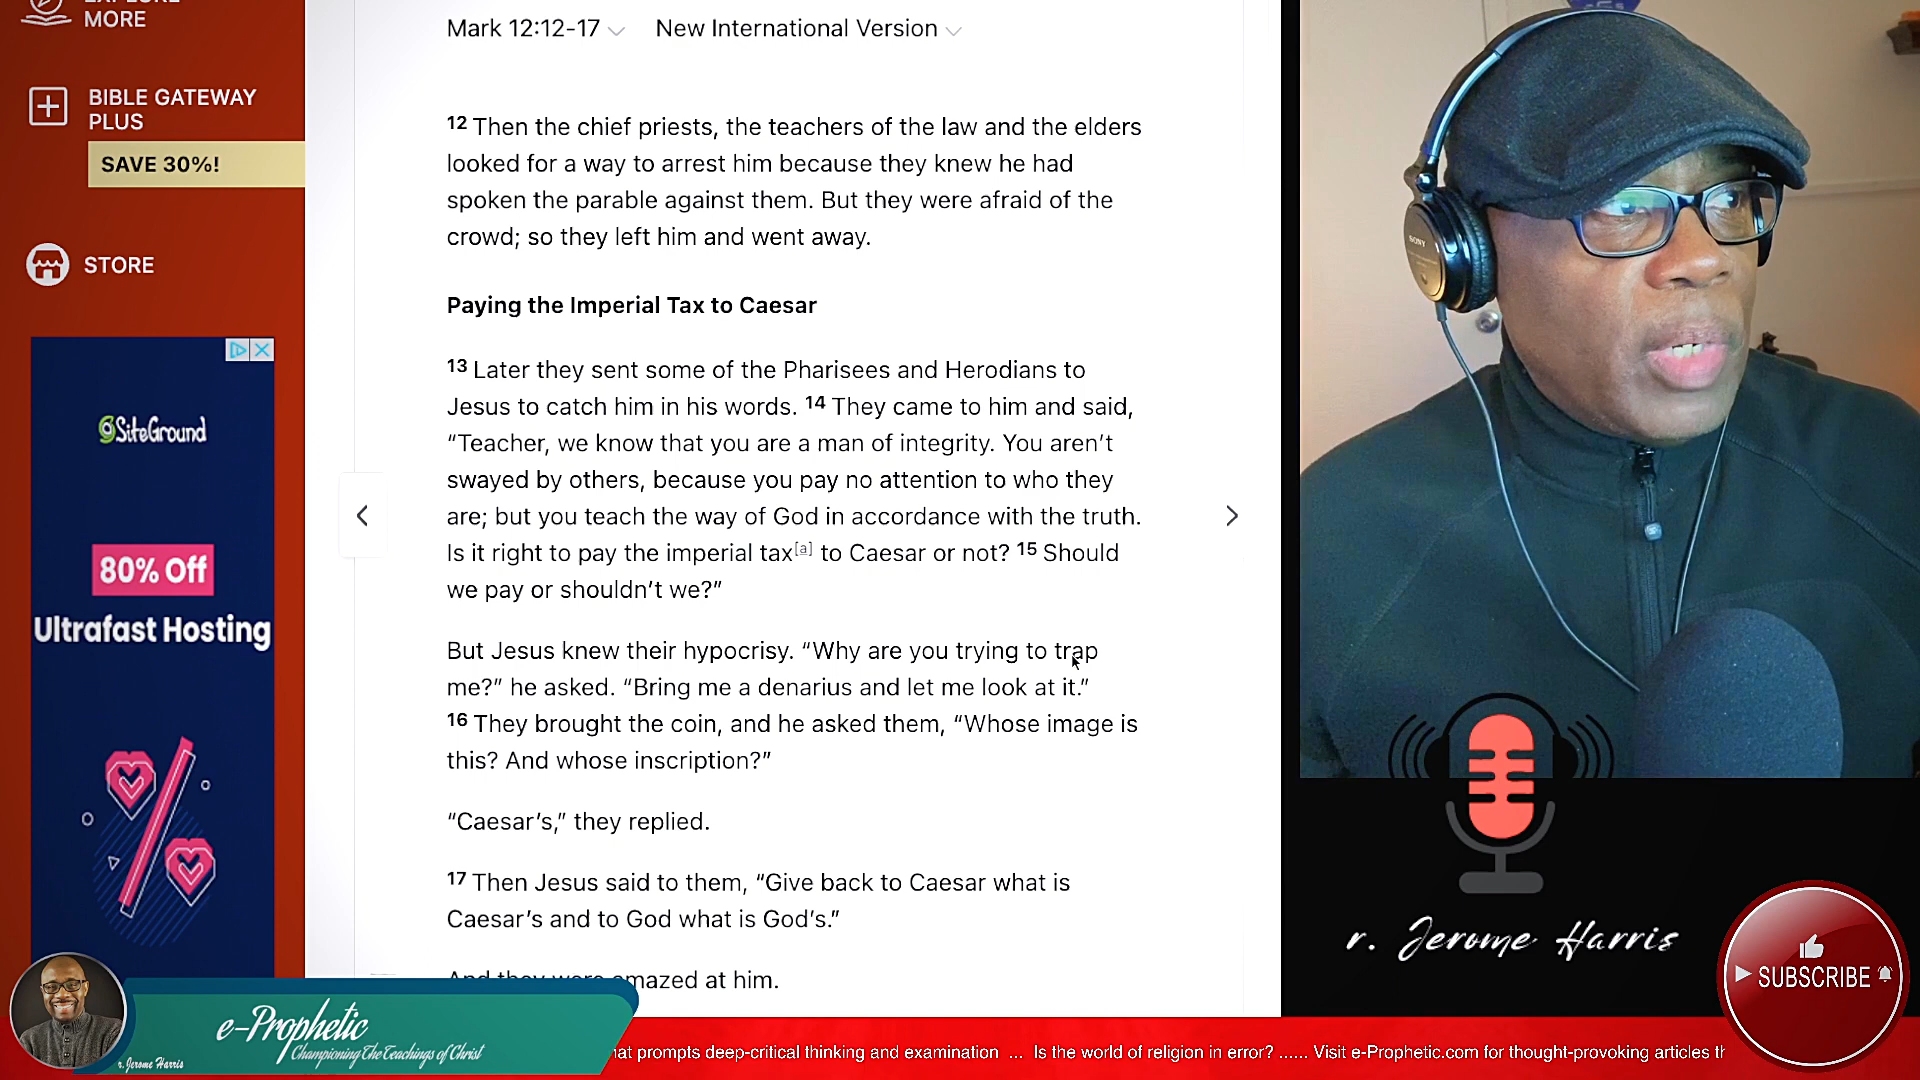 EXPLORE
MORE
BIBLE GATEWAY
PLUS
SAVE 30%!
STORE
SiteGround
80% Off
Ultrafast Hosting
Mark 12:12-17
New International Version
12 Then the chief priests, the teachers of the law and the elders
looked for a way to arrest him because they knew he had
spoken the parable against them. But they were afraid of the
crowd; so they left him and went away.
Paying the Imperial Tax to Caesar
13 Later they sent some of the Pharisees and Herodians to
Jesus to catch him in his words. 14 They came to him and said,
“Teacher, we know that you are a man of integrity. You aren’t
swayed by others, because you pay no attention to who they
are; but you teach the way of God in accordance with the truth.
Is it right to pay the imperial tax[a] to Caesar or not? 15 Should
we pay or shouldn’t we?”
But Jesus knew their hypocrisy. “Why are you trying to trap
me?” he asked. “Bring me a denarius and let me look at it.”
16 They brought the coin, and he asked them, “Whose image is
this? And whose inscription?”
“Caesar’s,” they replied.
17 Then Jesus said to them, “Give back to Caesar what is
Caesar’s and to God what is God’s.”
And they were amazed at him.
SONY
r. Jerome Harris
SUBSCRIBE
e-Prophetic
Championing The Teachings of Christ
r. Jerome Harris
at prompts deep-critical thinking and examination ... Is the world of religion in error? ...... Visit e-Prophetic.com for thought-provoking articles th